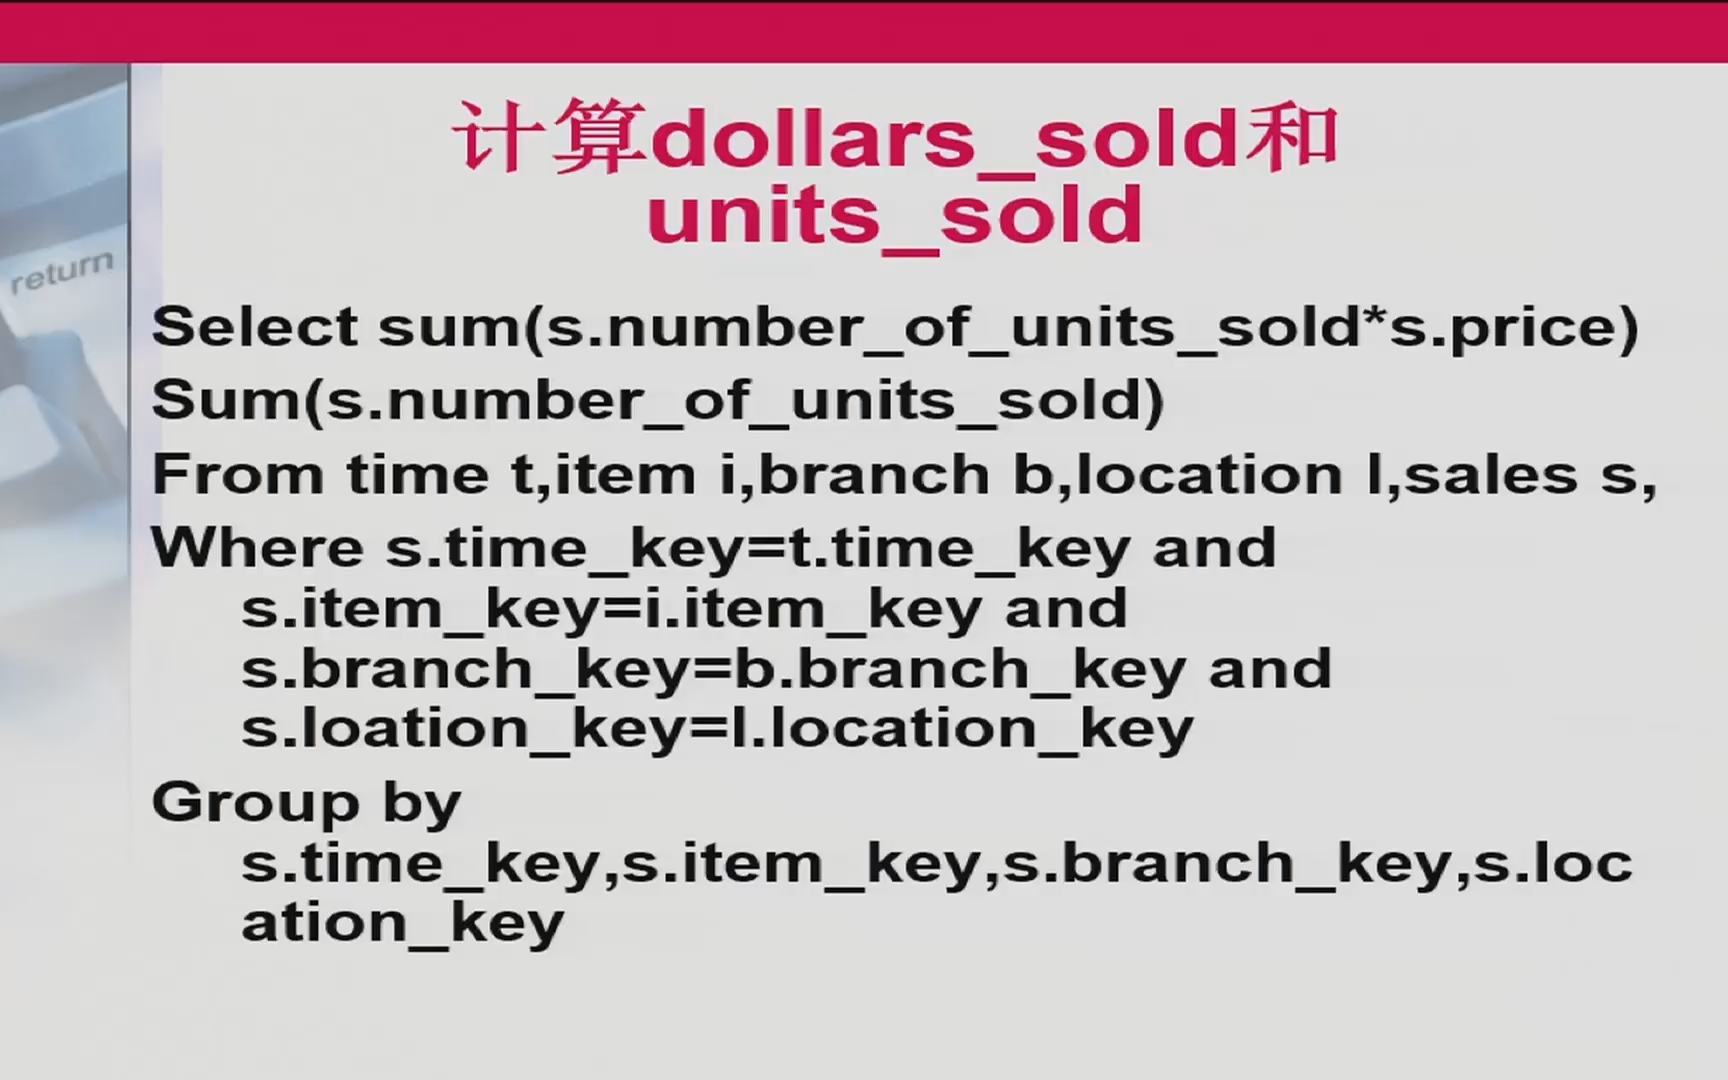 计算dollars_sold和
units_sold
return
Select sum(s.number_of_units_sold*s.price)
Sum(s.number_of_units_sold)
From time t,item i,branch b,location l,sales s,
Where s.time_key=t.time_key and
s.item_key=i.item_key and
s.branch_key=b.branch_key and
s.loation_key=l.location_key
Group by
s.time_key,s.item_key,s.branch_key,s.loc
ation_key